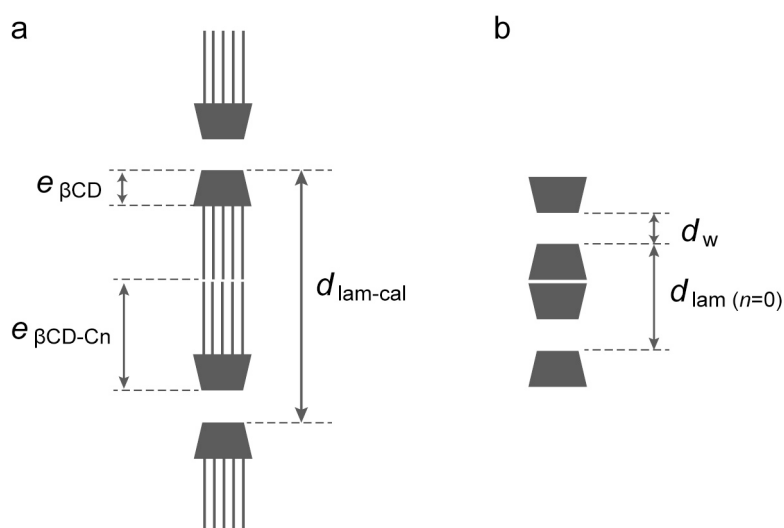 a
b
e βCD
d w
d lam-cal
d lam (n=0)
e βCD-Cn